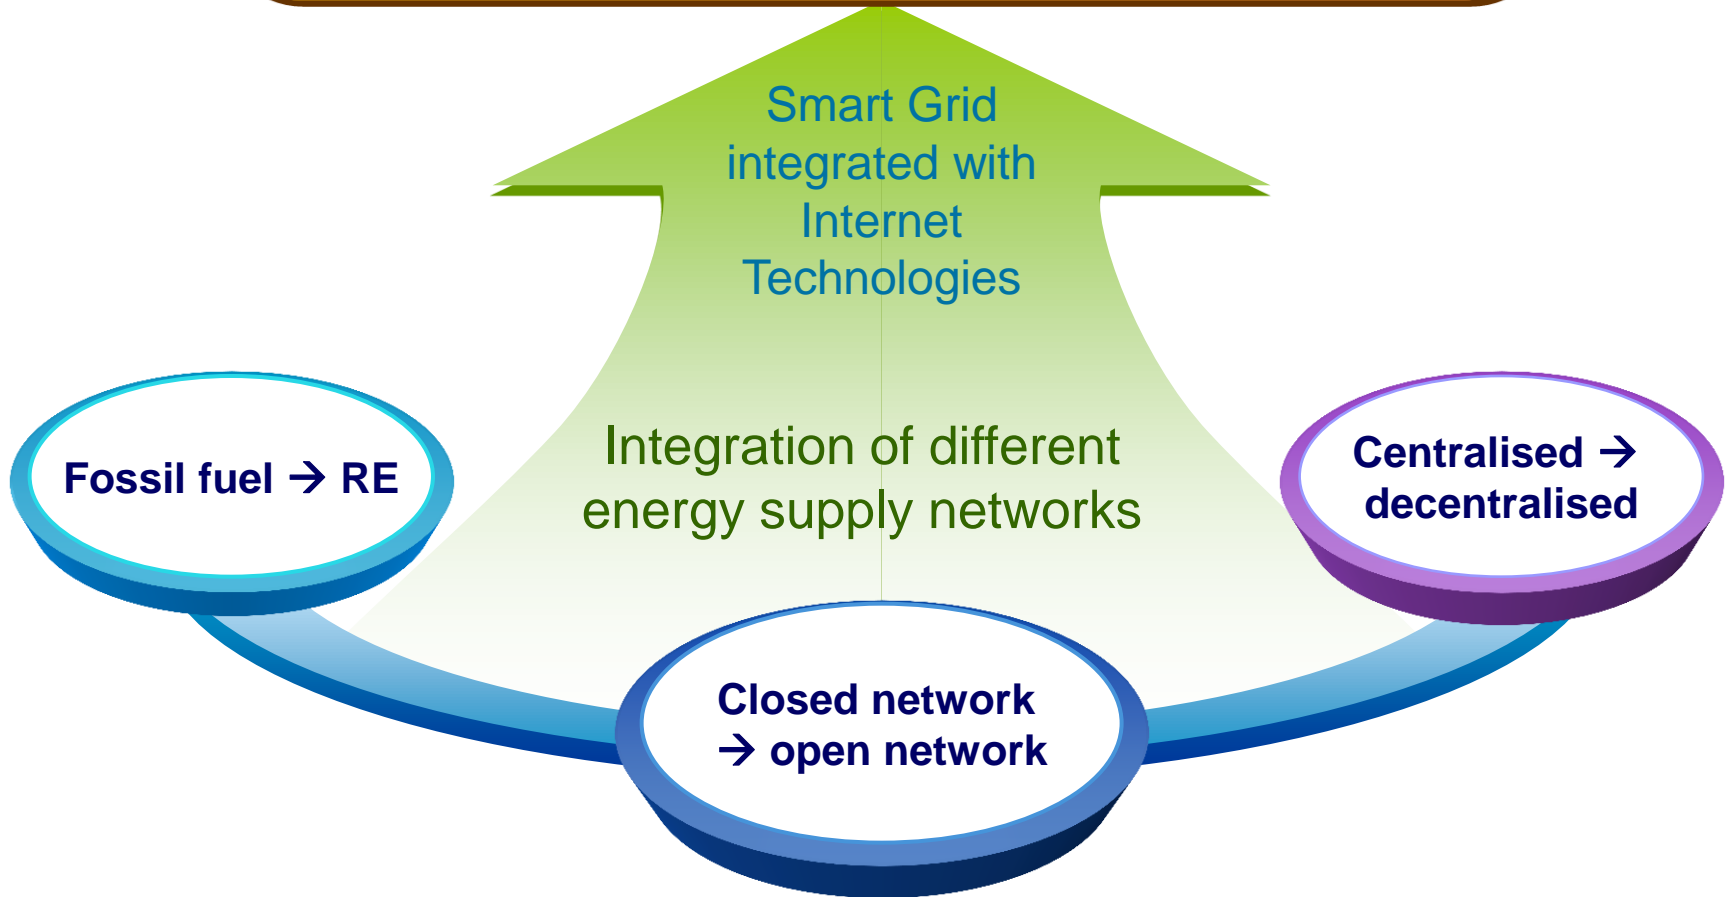 Smart Grid
integrated with
Internet
Technologies
Integration of different
energy supply networks
Fossil fuel → RE
Centralised →
decentralised
Closed network
→ open network